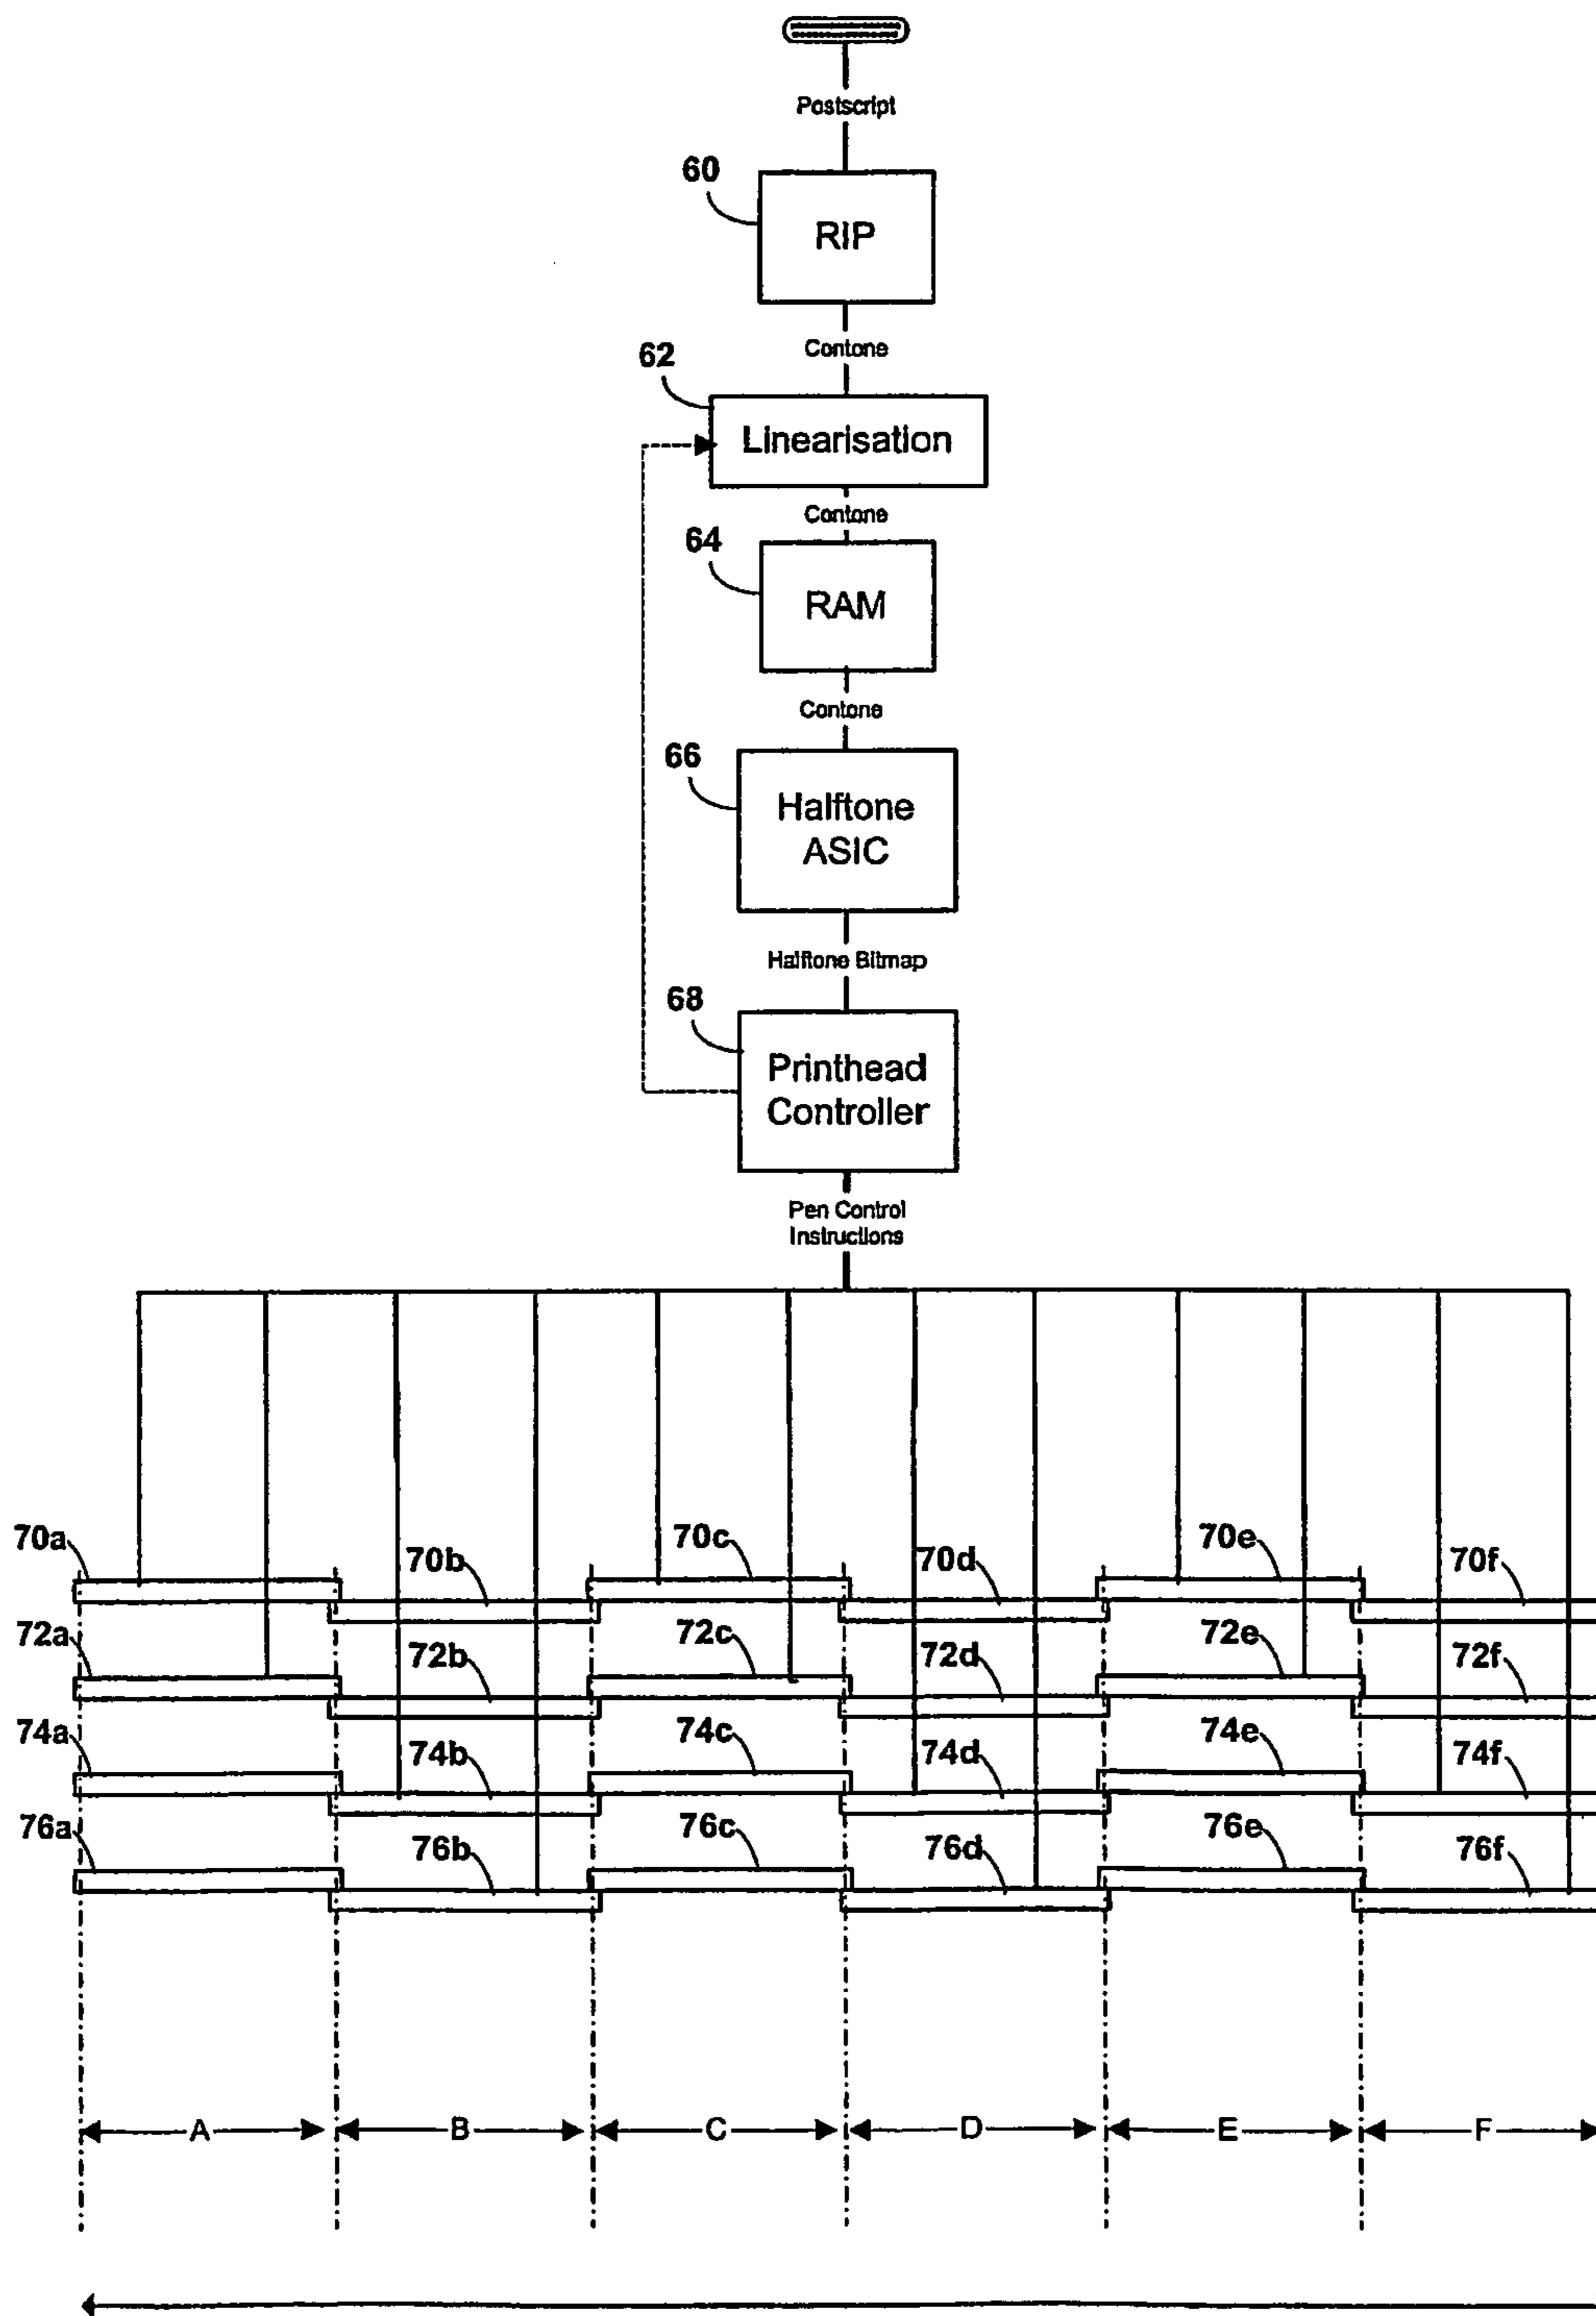 Postscript
60
RIP
Contone
62
Linearisation
Contone
64
RAM
Contone
66
Halftone
ASIC
Halftone Bitmap
68
Printhead
Controller
Pen Control
Instructions
70a
70b
70c
70d
70e
70f
72a
72b
72c
72d
72e
72f
74a
74b
74c
74d
74e
74f
76a
76b
76c
76d
76e
76f
A
B
C
D
E
F